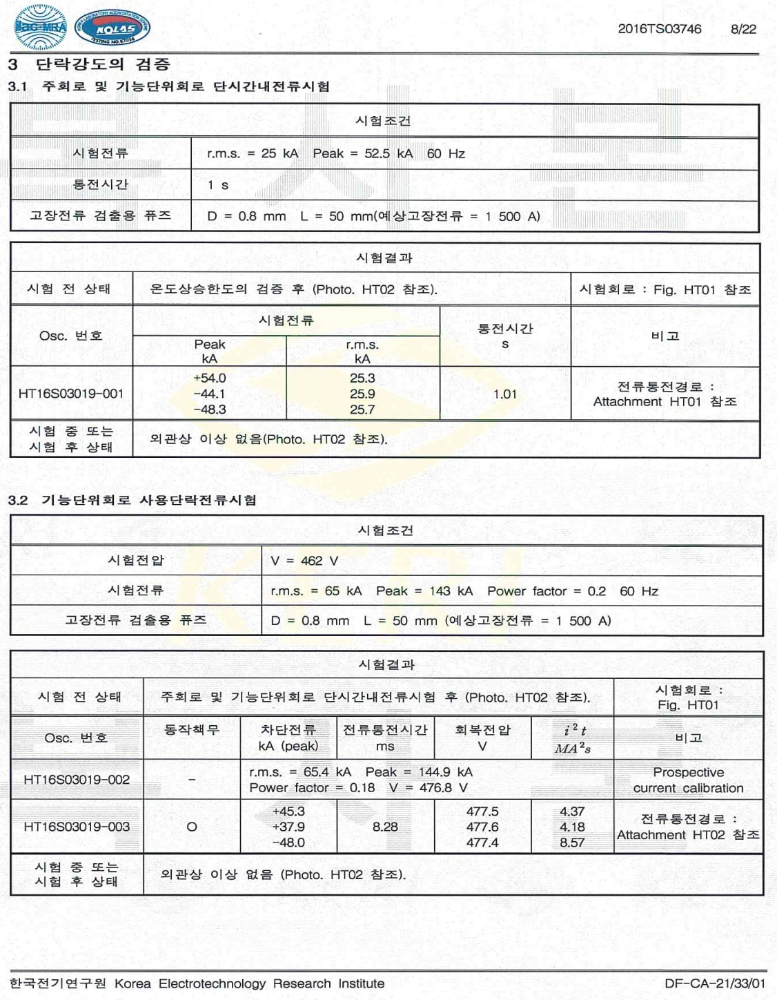 ilac-MRA
KOREA LABORATORY ACCREDITATION SCHEME
KOLAS
TESTING NO. KT054
2016TS03746 8/22
3 단락강도의 검증
3.1 주회로 및 기능단위회로 단시간내전류시험
시험조건
시험전류 r.m.s. = 25 kA Peak = 52.5 kA 60 Hz
통전시간 1 s
고장전류 검출용 퓨즈 D = 0.8 mm L = 50 mm(예상고장전류 = 1 500 A)
시험결과
시험 전 상태 온도상승한도의 검증 후 (Photo. HT02 참조). 시험회로 : Fig. HT01 참조
Osc. 번호 시험전류 통전시간 s 비고
Peak kA r.m.s. kA
HT16S03019-001
+54.0 25.3
-44.1 25.9
-48.3 25.7
1.01
전류통전경로 :
Attachment HT01 참조
시험 중 또는
시험 후 상태
외관상 이상 없음(Photo. HT02 참조).
3.2 기능단위회로 사용단락전류시험
시험조건
시험전압 V = 462 V
시험전류 r.m.s. = 65 kA Peak = 143 kA Power factor = 0.2 60 Hz
고장전류 검출용 퓨즈 D = 0.8 mm L = 50 mm (예상고장전류 = 1 500 A)
KERI
시험결과
시험 전 상태 주회로 및 기능단위회로 단시간내전류시험 후 (Photo. HT02 참조). 시험회로 :
Fig. HT01
Osc. 번호 동작책무 차단전류 전류통전시간 회복전압 i²t 비고
kA (peak) ms V MA²s
HT16S03019-002 -
r.m.s. = 65.4 kA Peak = 144.9 kA
Power factor = 0.18 V = 476.8 V
Prospective
current calibration
HT16S03019-003 O
+45.3 477.5 4.37
+37.9 8.28 477.6 4.18
-48.0 477.4 8.57
전류통전경로 :
Attachment HT02 참조
시험 중 또는
시험 후 상태
외관상 이상 없음 (Photo. HT02 참조).
한국전기연구원 Korea Electrotechnology Research Institute DF-CA-21/33/01